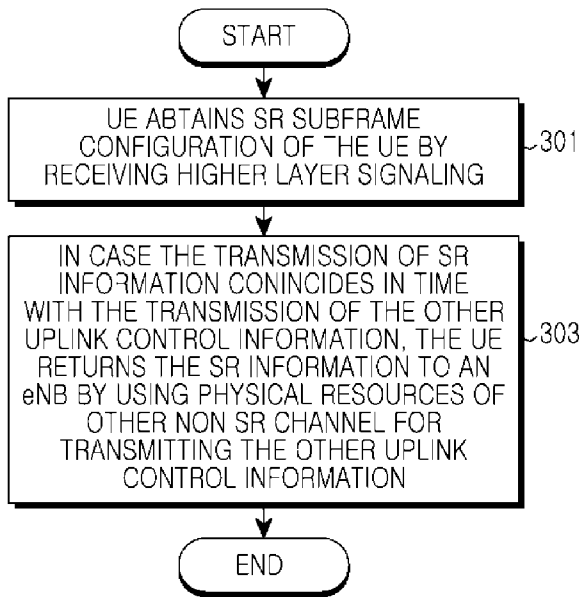 START
UE ABTAINS SR SUBFRAME
CONFIGURATION OF THE UE BY
RECEIVING HIGHER LAYER SIGNALING
301
IN CASE THE TRANSMISSION OF SR
INFORMATION CONINCIDES IN TIME
WITH THE TRANSMISSION OF THE OTHER
UPLINK CONTROL INFORMATION, THE UE
RETURNS THE SR INFORMATION TO AN
eNB BY USING PHYSICAL RESOURCES OF
OTHER NON SR CHANNEL FOR
TRANSMITTING THE OTHER UPLINK
CONTROL INFORMATION
303
END